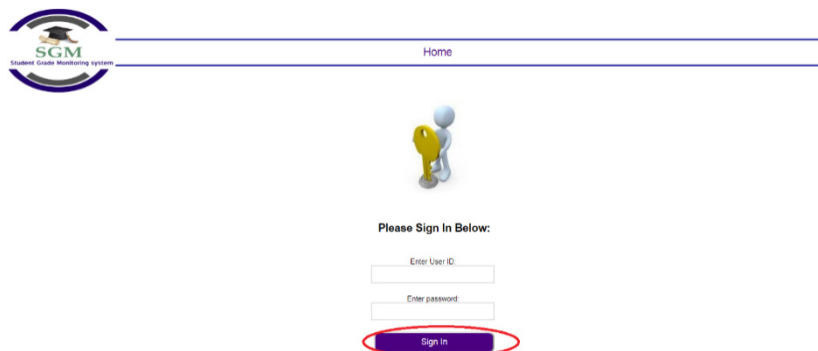 SGM
Student Grade Monitoring system
Home
Please Sign In Below:
Enter User ID:
Enter password:
Sign In